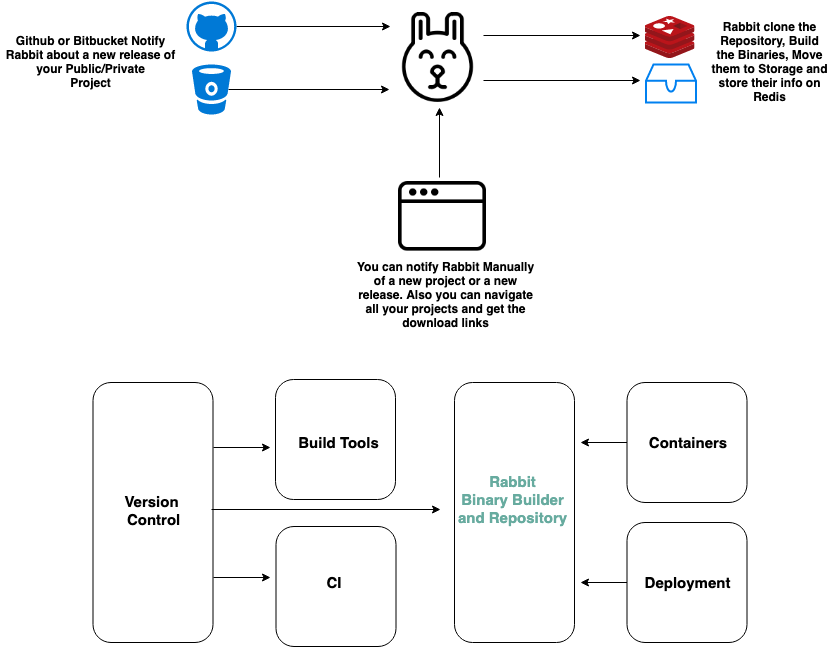 Github or Bitbucket Notify
Rabbit about a new release of
your Public/Private
Project
Rabbit clone the
Repository, Build
the Binaries, Move
them to Storage and
store their info on
Redis
You can notify Rabbit Manually
of a new project or a new
release. Also you can navigate
all your projects and get the
download links
Version
Control
Build Tools
CI
Rabbit
Binary Builder
and Repository
Containers
Deployment